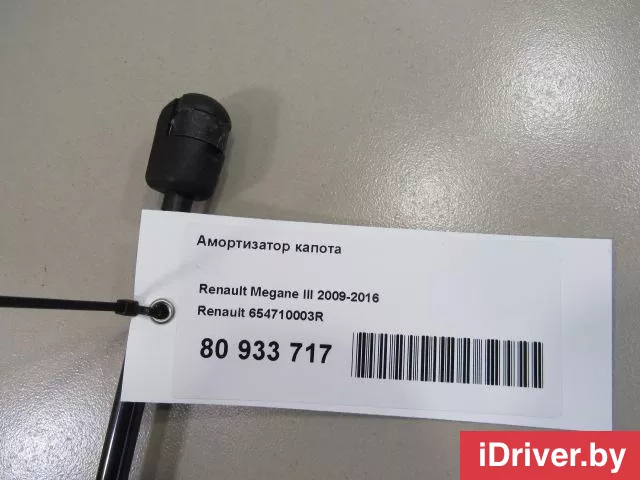 Амортизатор капота
Renault Megane III 2009-2016
Renault 654710003R
80 933 717
iDriver.by